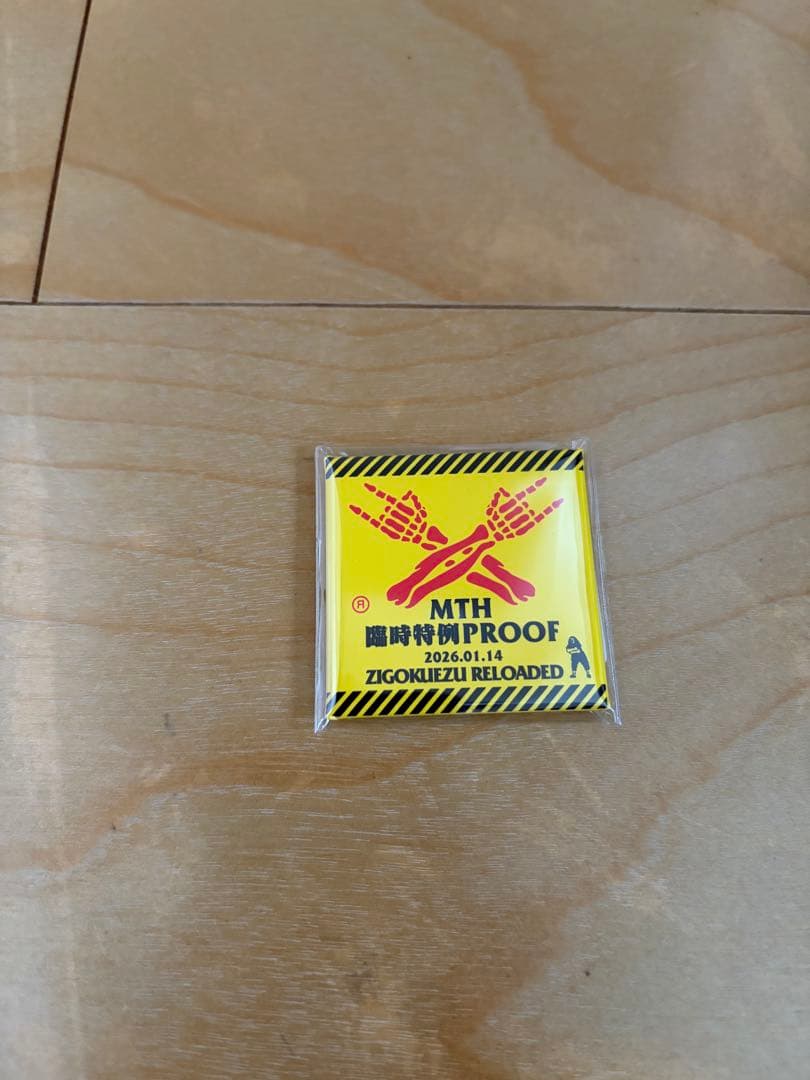 R
MTH
臨時特例PROOF
2026.01.14
ZIGOKUEZU RELOADED